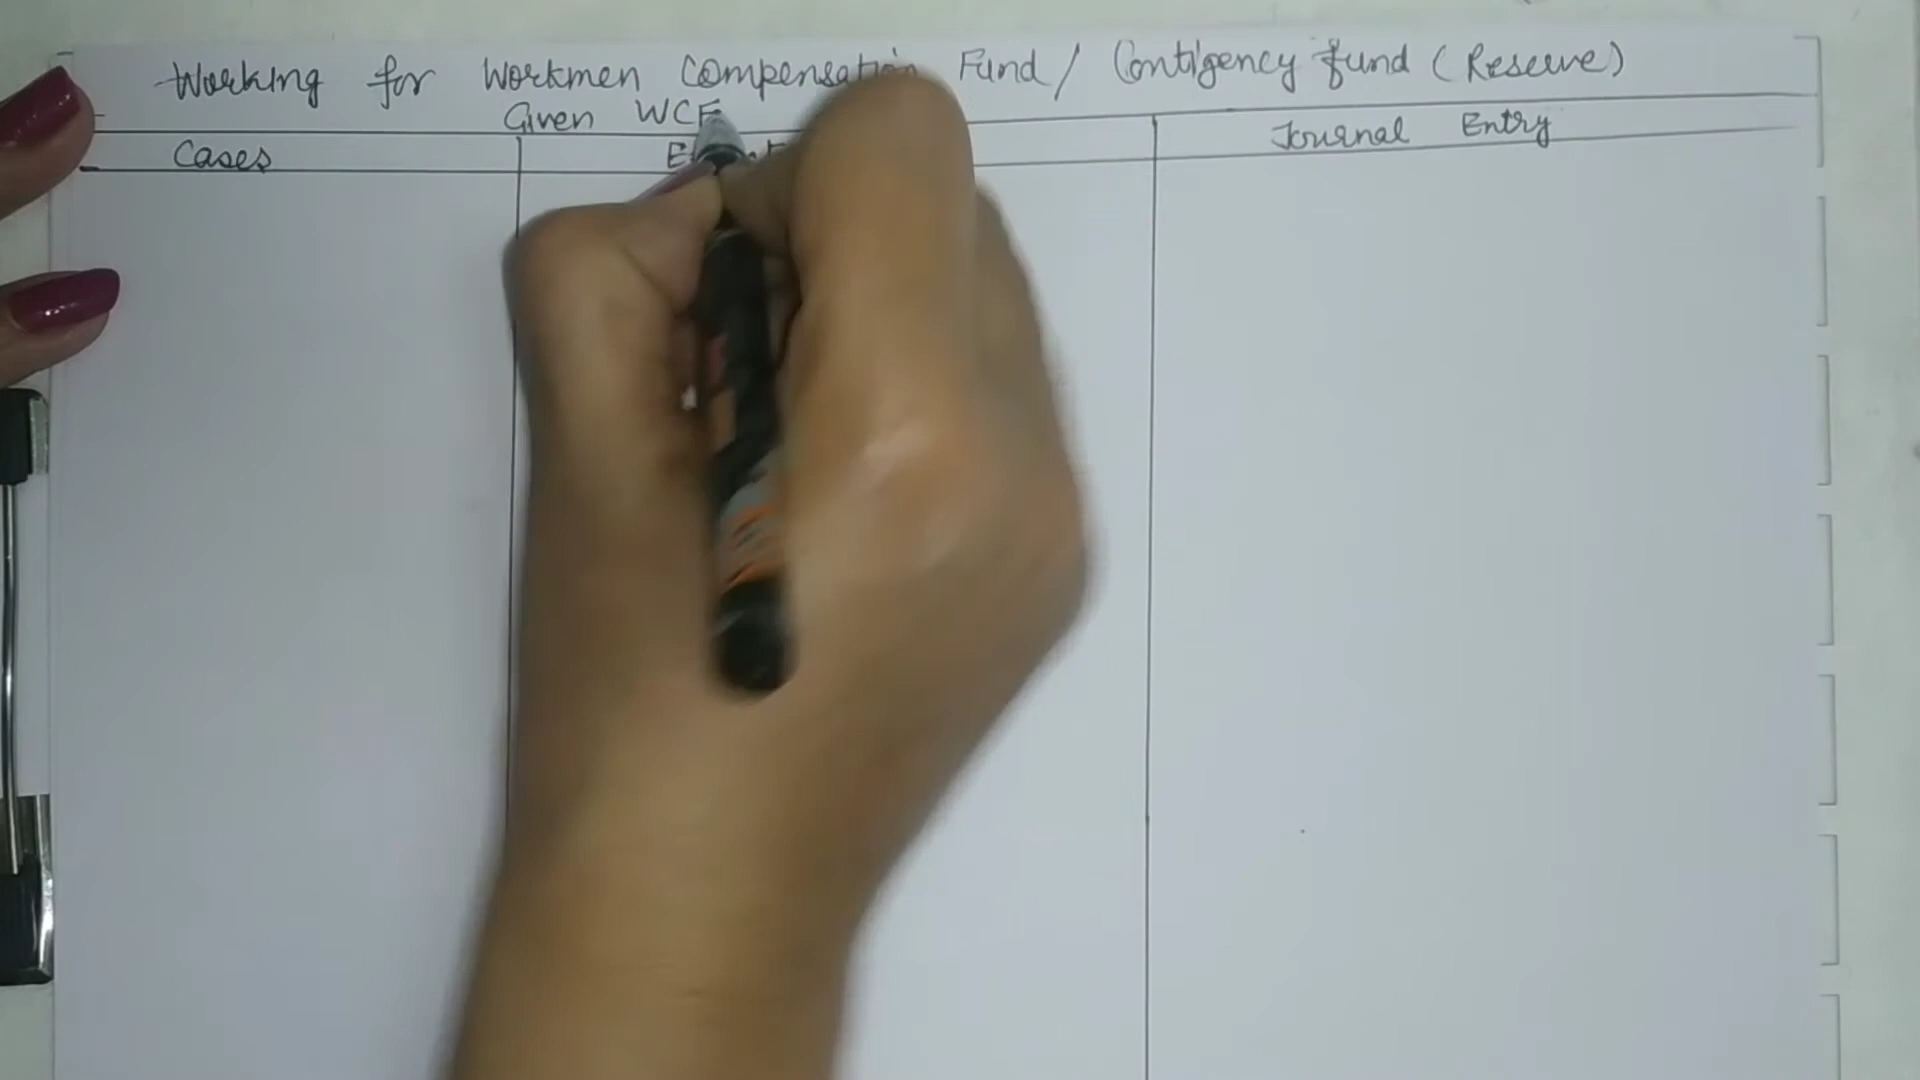 Working for Workmen Compensation Fund / Contigency fund (Reserve)
Given WCF
Cases Journal Entry